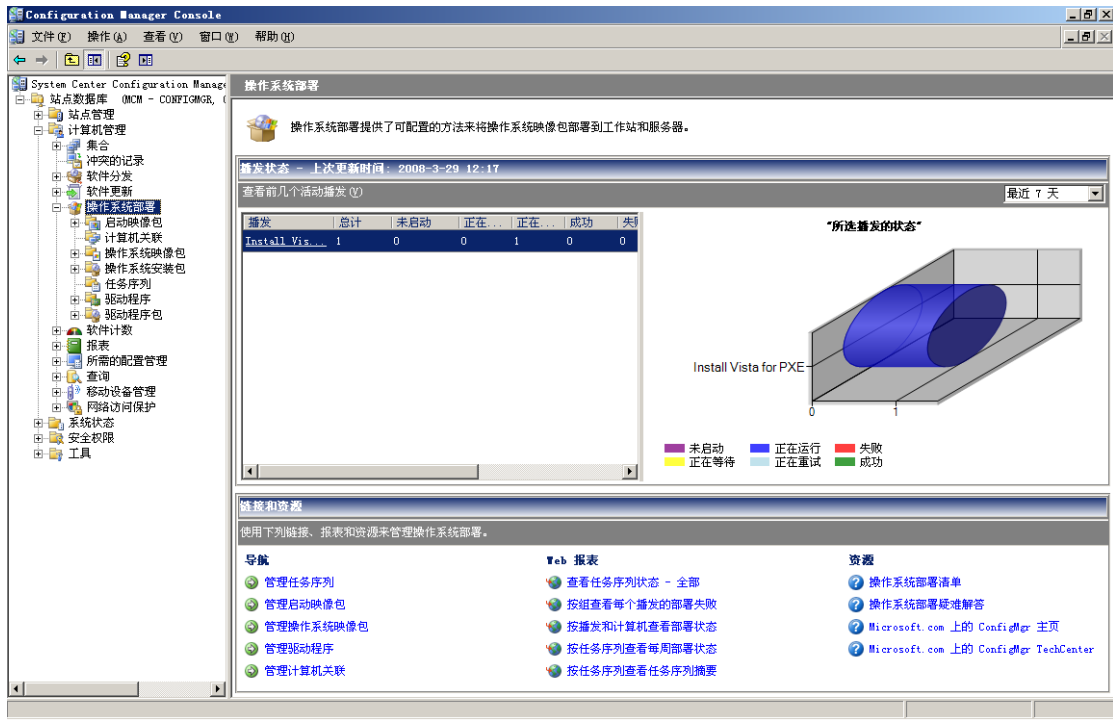 Configuration Manager Console
文件(F) 操作(A) 查看(V) 窗口(W) 帮助(H)
System Center Configuration Manage
站点数据库 (MCM - CONFIGMGR, (
站点管理
计算机管理
集合
冲突的记录
软件分发
软件更新
操作系统部署
启动映像包
计算机关联
操作系统映像包
操作系统安装包
任务序列
驱动程序
驱动程序包
软件计数
报表
所需的配置管理
查询
移动设备管理
网络访问保护
系统状态
安全权限
工具
操作系统部署
操作系统部署提供了可配置的方法来将操作系统映像包部署到工作站和服务器。
播发状态 - 上次更新时间: 2008-3-29 12:17
查看前几个活动播发(V)
最近 7 天
播发 总计 未启动 正在... 正在... 成功 失败
Install Vis... 1 0 0 1 0 0
"所选播发的状态"
Install Vista for PXE
0 1
未启动 正在运行 失败
正在等待 正在重试 成功
链接和资源
使用下列链接、报表和资源来管理操作系统部署。
导航
管理任务序列
管理启动映像包
管理操作系统映像包
管理驱动程序
管理计算机关联
Web 报表
查看任务序列状态 - 全部
按组查看每个播发的部署失败
按播发和计算机查看部署状态
按任务序列查看每周部署状态
按任务序列查看任务序列摘要
资源
操作系统部署清单
操作系统部署疑难解答
Microsoft.com 上的 ConfigMgr 主页
Microsoft.com 上的 ConfigMgr TechCenter